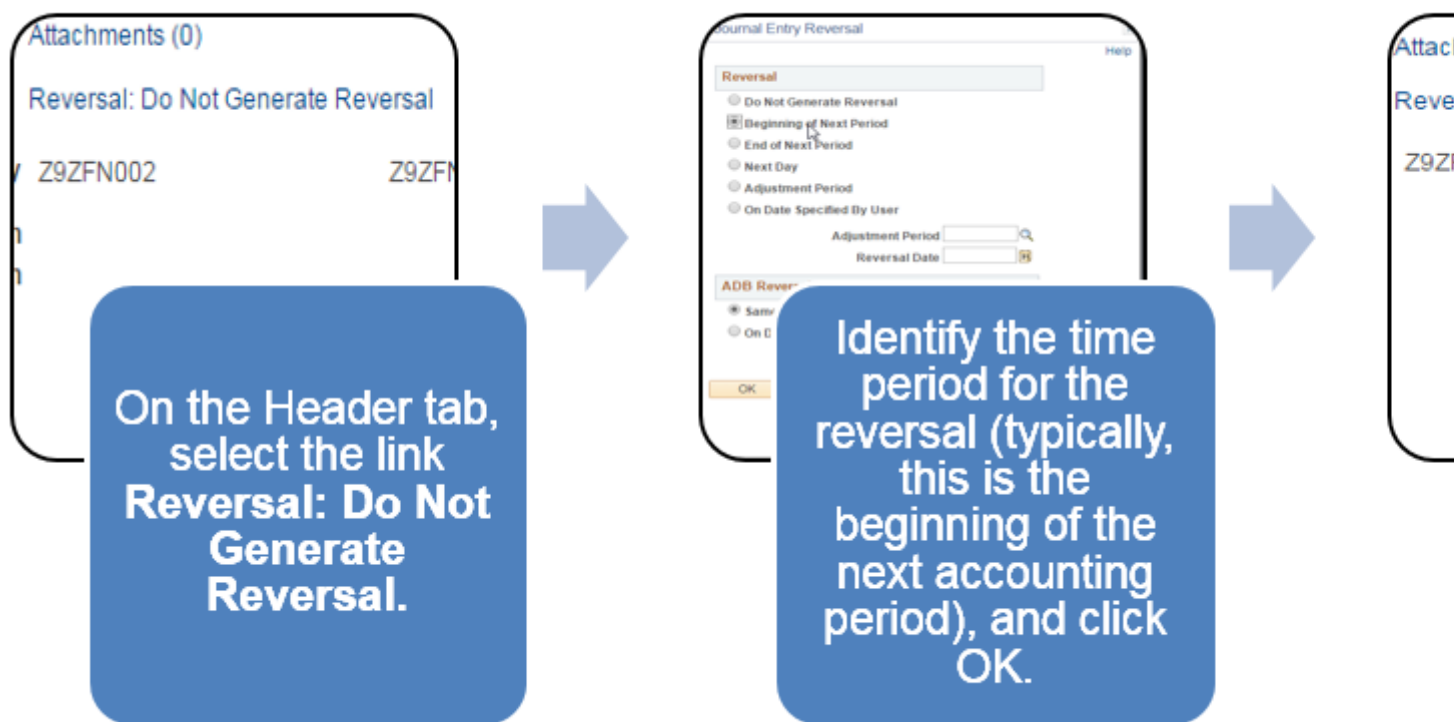 Attachments (0)
Reversal: Do Not Generate Reversal
Z9ZFN002
On the Header tab,
select the link
Reversal: Do Not
Generate
Reversal.
Journal Entry Reversal
Help
Reversal
Do Not Generate Reversal
Beginning of Next Period
End of Next Period
Next Day
Adjustment Period
On Date Specified By User
Adjustment Period
Reversal Date
ADB
OK
Identify the time
period for the
reversal (typically,
this is the
beginning of the
next accounting
period), and click
OK.